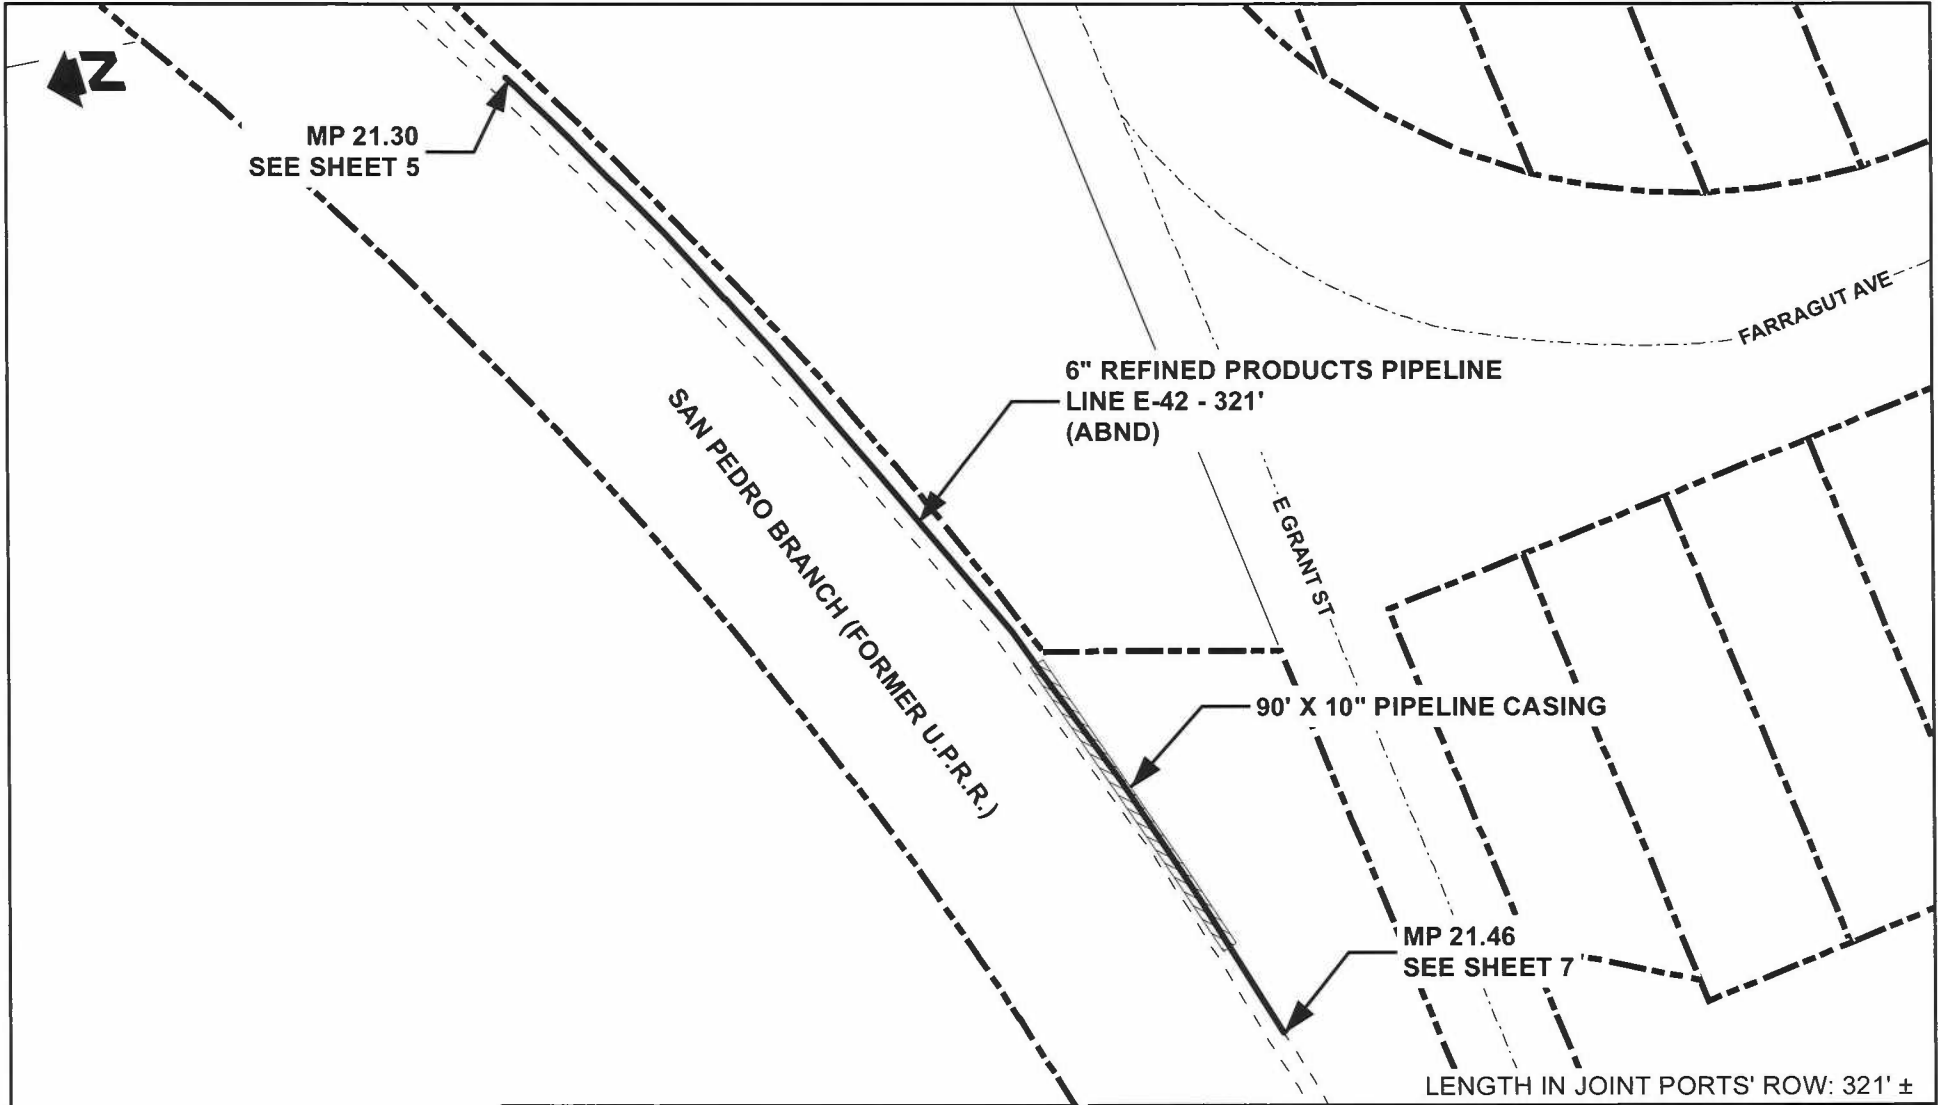 N
MP 21.30
SEE SHEET 5
FARRAGUT AVE
6" REFINED PRODUCTS PIPELINE
LINE E-42 - 321'
(ABND)
SAN PEDRO BRANCH (FORMER U.P.R.R.)
E GRANT ST
90' X 10" PIPELINE CASING
MP 21.46
SEE SHEET 7
LENGTH IN JOINT PORTS' ROW: 321' ±